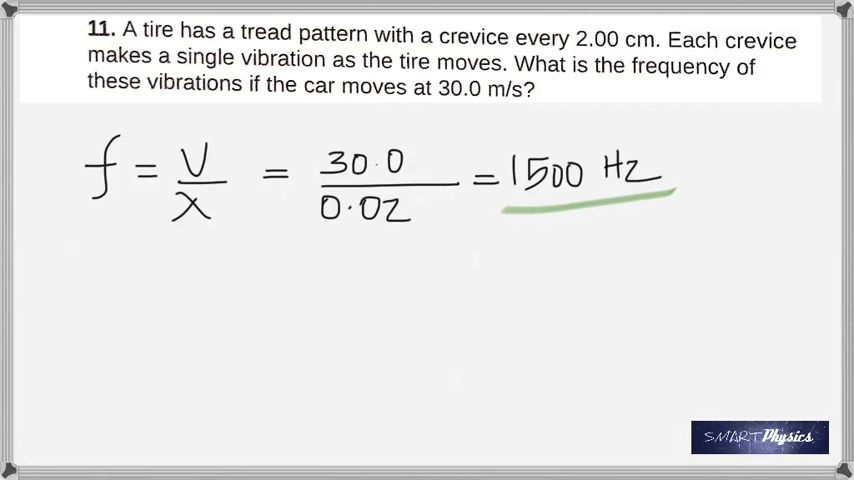 11. A tire has a tread pattern with a crevice every 2.00 cm. Each crevice
makes a single vibration as the tire moves. What is the frequency of
these vibrations if the car moves at 30.0 m/s?
f = V/λ = 30.0/0.02 = 1500 Hz
SMART Physics